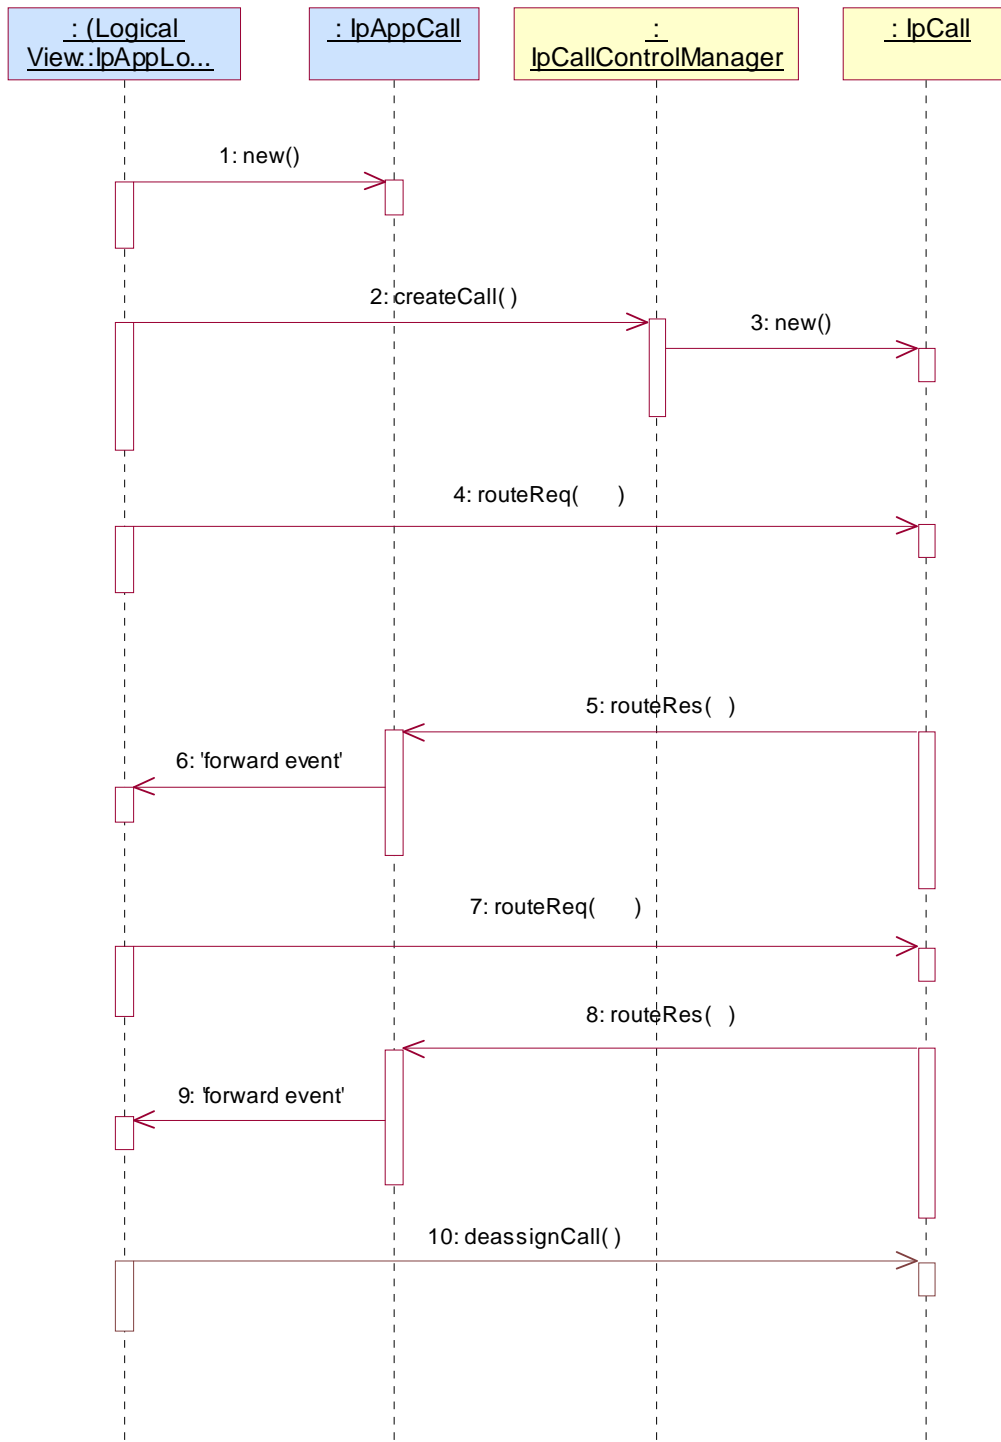 : (Logical
View::IpAppLo...
: IpAppCall
:
IpCallControlManager
: IpCall
1: new()
2: createCall( )
3: new()
4: routeReq(      )
5: routeRes(   )
6: 'forward event'
7: routeReq(      )
8: routeRes(   )
9: 'forward event'
10: deassignCall( )